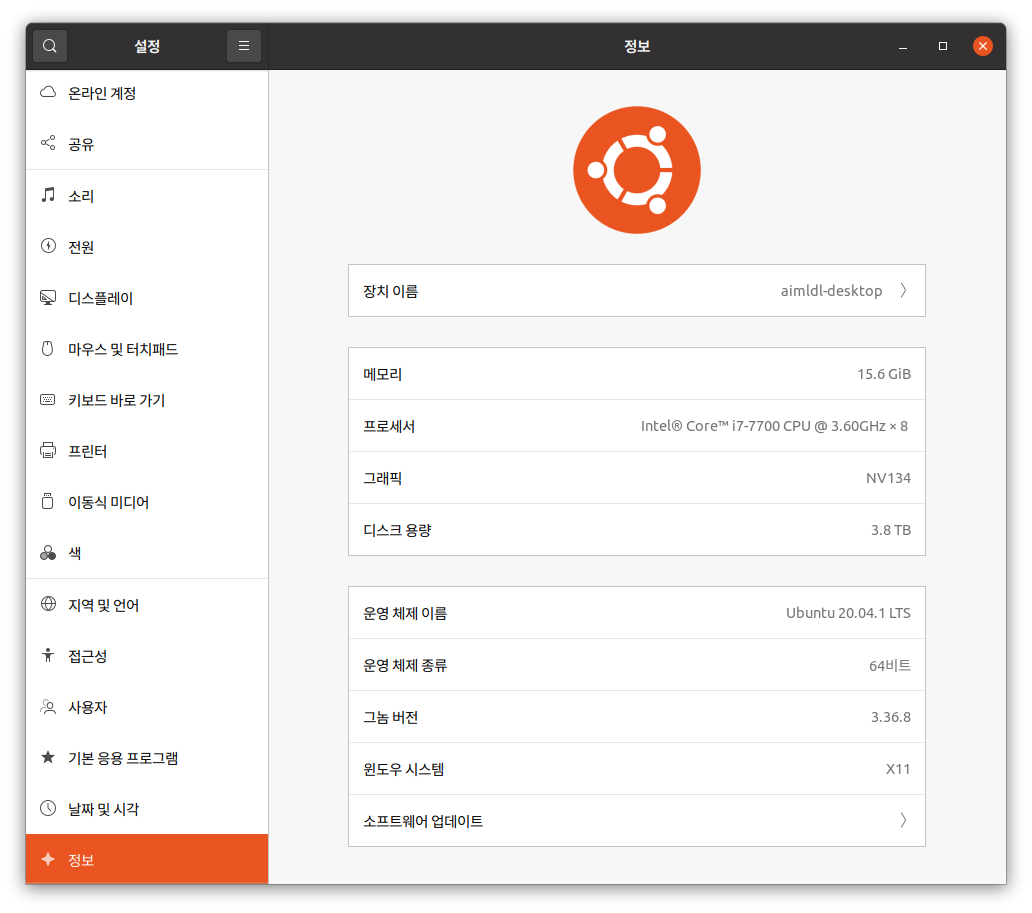 설정
정보
온라인 계정
공유
소리
전원
디스플레이
마우스 및 터치패드
키보드 바로 가기
프린터
이동식 미디어
색
지역 및 언어
접근성
사용자
기본 응용 프로그램
날짜 및 시각
정보
장치 이름 aimldl-desktop
메모리 15.6 GiB
프로세서 Intel® Core™ i7-7700 CPU @ 3.60GHz × 8
그래픽 NV134
디스크 용량 3.8 TB
운영 체제 이름 Ubuntu 20.04.1 LTS
운영 체제 종류 64비트
그놈 버전 3.36.8
윈도우 시스템 X11
소프트웨어 업데이트